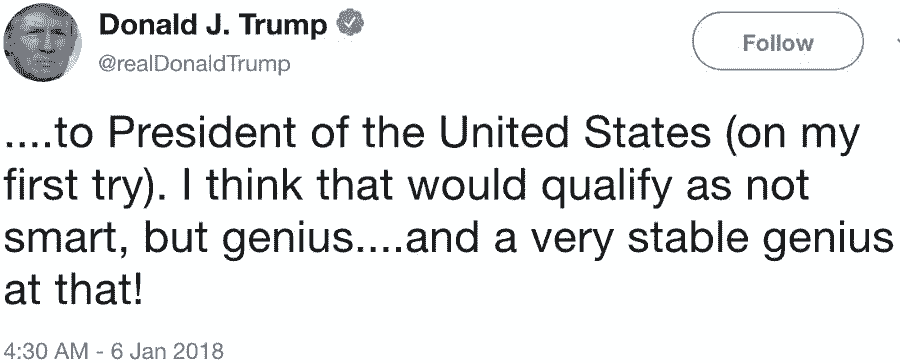 Donald J. Trump
@realDonaldTrump
Follow
....to President of the United States (on my
first try). I think that would qualify as not
smart, but genius....and a very stable genius
at that!
4:30 AM - 6 Jan 2018